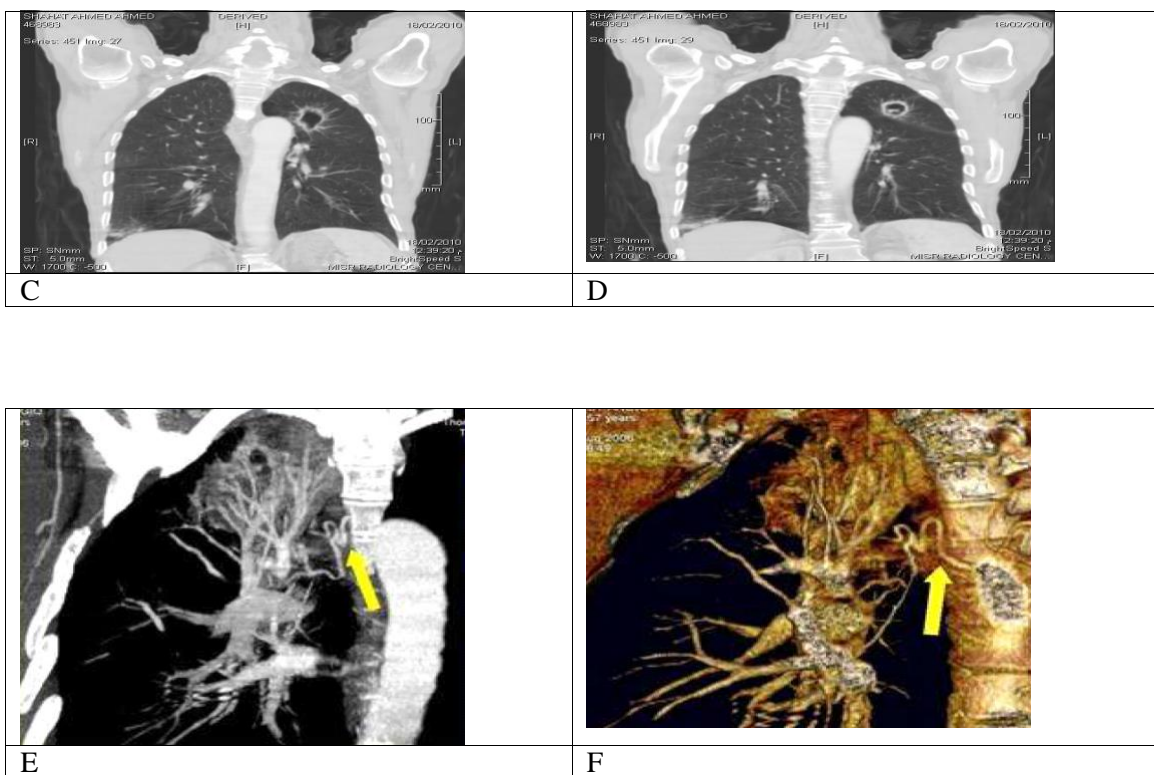 SHAHAT AHMED AHMED
468983
DERIVED
[H]
18/02/2010
Series: 451 Img: 27
100
[R]
[L]
mm
SP: SNmm
ST: 5.0mm
W: 1700 C: -500
[F]
18/02/2010
12:39:20
BrightSpeed S
MISR RADIOLOGY CEN...
C
SHAHAT AHMED AHMED
468983
DERIVED
[H]
18/02/2010
Series: 451 Img: 29
100
[R]
[L]
mm
SP: SNmm
ST: 5.0mm
W: 1700 C: -500
[F]
18/02/2010
12:39:20
BrightSpeed S
MISR RADIOLOGY CEN...
D
E
57 years
2006
F